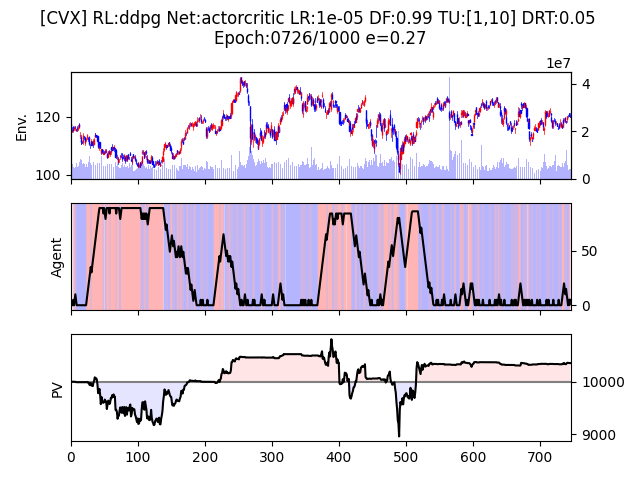 [CVX] RL:ddpg Net:actorcritic LR:1e-05 DF:0.99 TU:[1,10] DRT:0.05
Epoch:0726/1000 e=0.27
1e7
Env.
120
100
4
2
0
Agent
50
0
PV
10000
9000
0 100 200 300 400 500 600 700